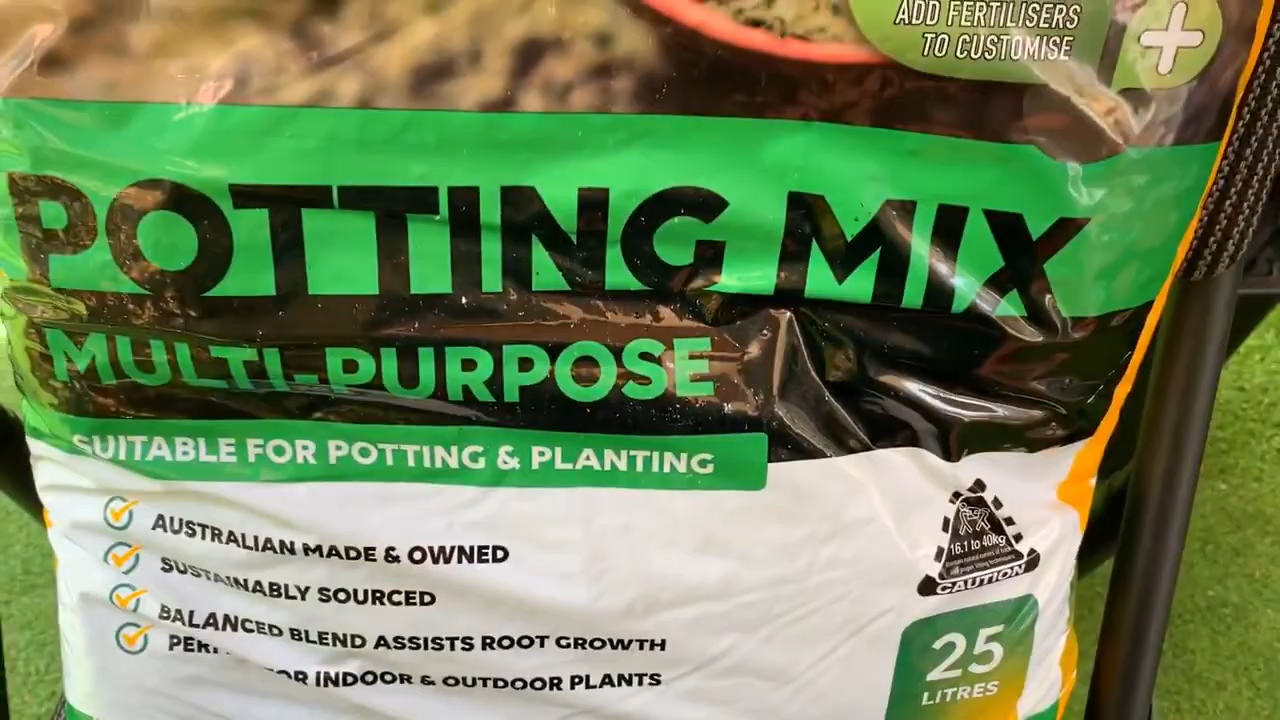 ADD FERTILISERS
TO CUSTOMISE
+
POTTING MIX
MULTI-PURPOSE
SUITABLE FOR POTTING & PLANTING
AUSTRALIAN MADE & OWNED
SUSTAINABLY SOURCED
BALANCED BLEND ASSISTS ROOT GROWTH
INDOOR & OUTDOOR PLANTS
16.1 to 40kg
CAUTION
25
LITRES